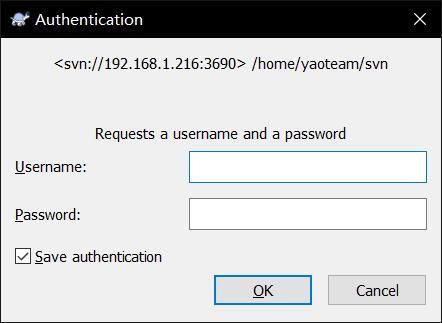 Authentication
<svn://192.168.1.216:3690> /home/yaoteam/svn
Requests a username and a password
Username:
Password:
Save authentication
OK Cancel